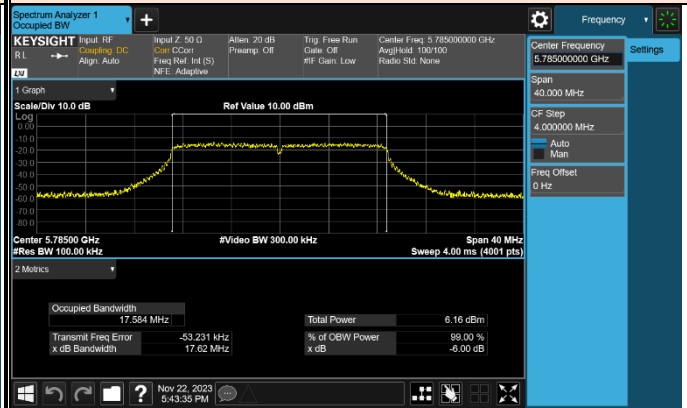 Spectrum Analyzer 1
Occupied BW
+
Frequency
KEYSIGHT
R L
LXI
Input: RF
Coupling: DC
Align: Auto
Input Z: 50 Ω
Corr CCorr
Freq Ref: Int (S)
NFE: Adaptive
Atten: 20 dB
Preamp: Off
Trig: Free Run
Gate: Off
#IF Gain: Low
Center Freq: 5.785000000 GHz
Avg|Hold: 100/100
Radio Std: None
Center Frequency
5.785000000 GHz
Settings
Span
40.000 MHz
CF Step
4.000000 MHz
Auto
Man
Freq Offset
0 Hz
1 Graph
Scale/Div 10.0 dB
Ref Value 10.00 dBm
Log
0.00
-10.0
-20.0
-30.0
-40.0
-50.0
-60.0
-70.0
-80.0
Center 5.78500 GHz
#Video BW 300.00 kHz
Span 40 MHz
#Res BW 100.00 kHz
Sweep 4.00 ms (4001 pts)
2 Metrics
Occupied Bandwidth
17.584 MHz
Total Power 6.16 dBm
Transmit Freq Error -53.231 kHz
% of OBW Power 99.00 %
x dB Bandwidth 17.62 MHz
x dB -6.00 dB
?
Nov 22, 2023
5:43:35 PM